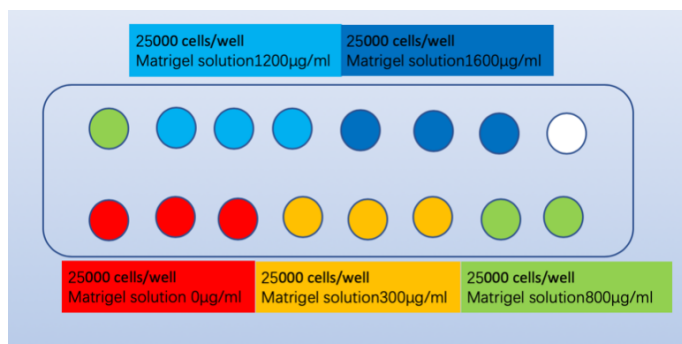 25000 cells/well
Matrigel solution1200μg/ml
25000 cells/well
Matrigel solution1600μg/ml
25000 cells/well
Matrigel solution 0μg/ml
25000 cells/well
Matrigel solution300μg/ml
25000 cells/well
Matrigel solution800μg/ml